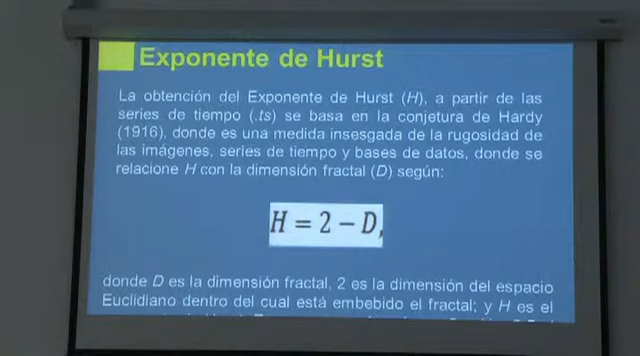 Exponente de Hurst
La obtención del Exponente de Hurst (H), a partir de las
series de tiempo (.ts) se basa en la conjetura de Hardy
(1916), donde es una medida insesgada de la rugosidad de
las imágenes, series de tiempo y bases de datos, donde se
relacione H con la dimensión fractal (D) según:
H = 2 − D,
donde D es la dimensión fractal, 2 es la dimensión del espacio
Euclidiano dentro del cual está embebido el fractal; y H es el